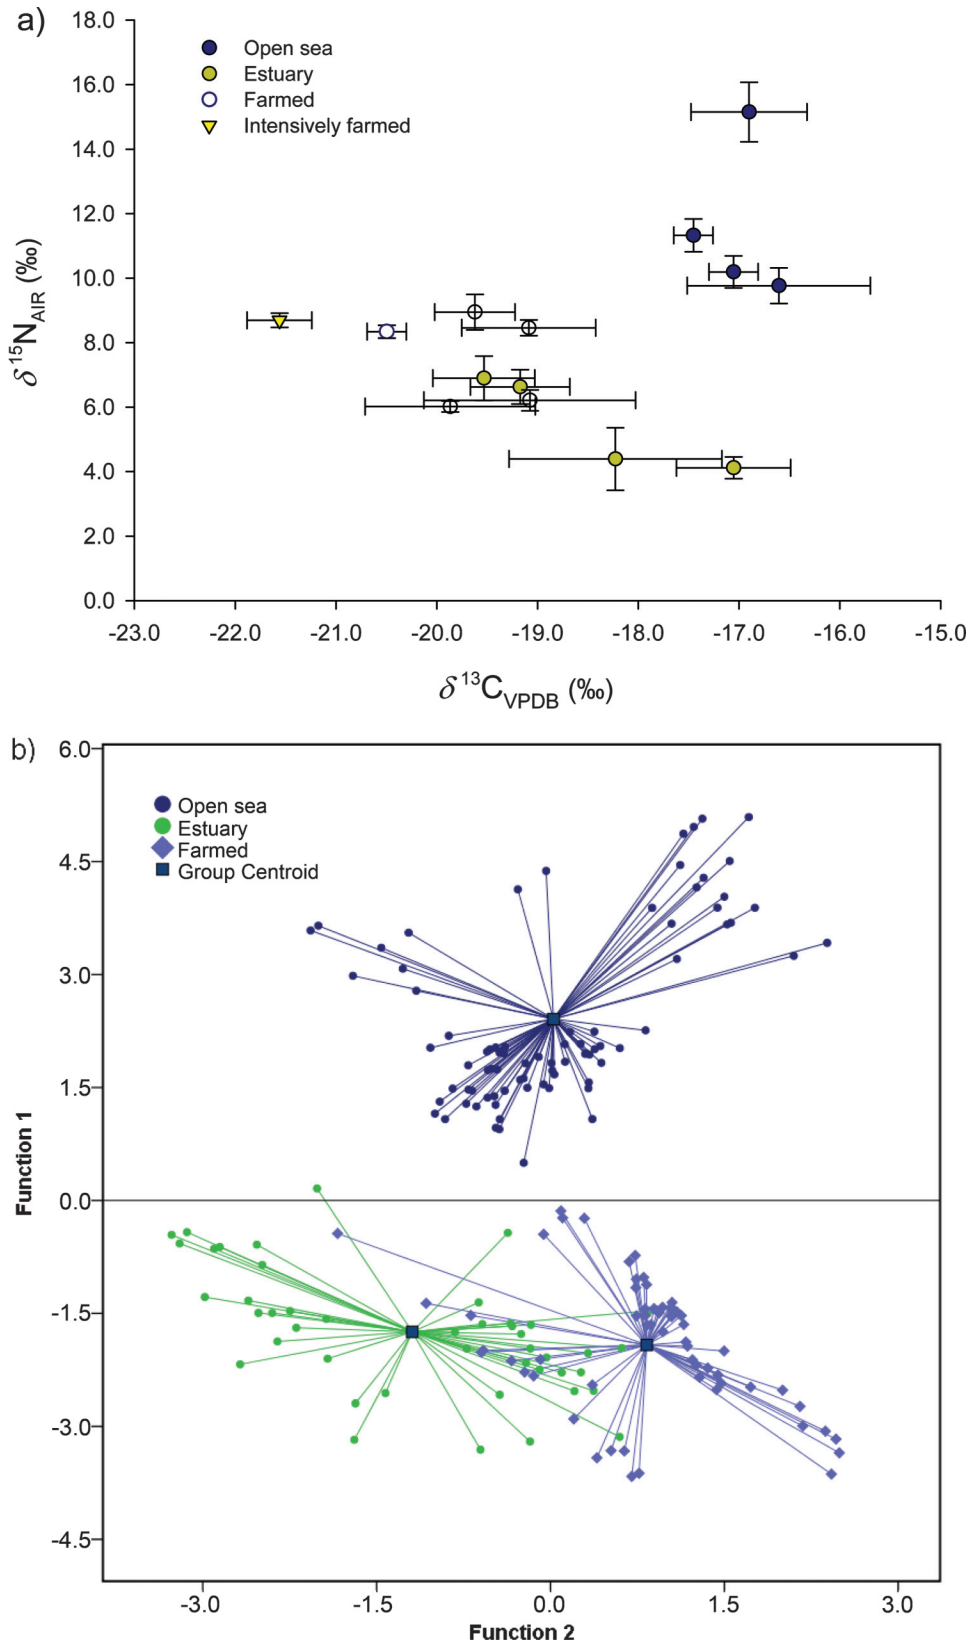 a)
18.0
16.0
14.0
12.0
10.0
8.0
6.0
4.0
2.0
0.0
δ¹⁵N_AIR (‰)
Open sea
Estuary
Farmed
Intensively farmed
-23.0 -22.0 -21.0 -20.0 -19.0 -18.0 -17.0 -16.0 -15.0
δ¹³C_VPDB (‰)
b)
6.0
4.5
3.0
1.5
0.0
-1.5
-3.0
-4.5
Function 1
Open sea
Estuary
Farmed
Group Centroid
-3.0 -1.5 0.0 1.5 3.0
Function 2